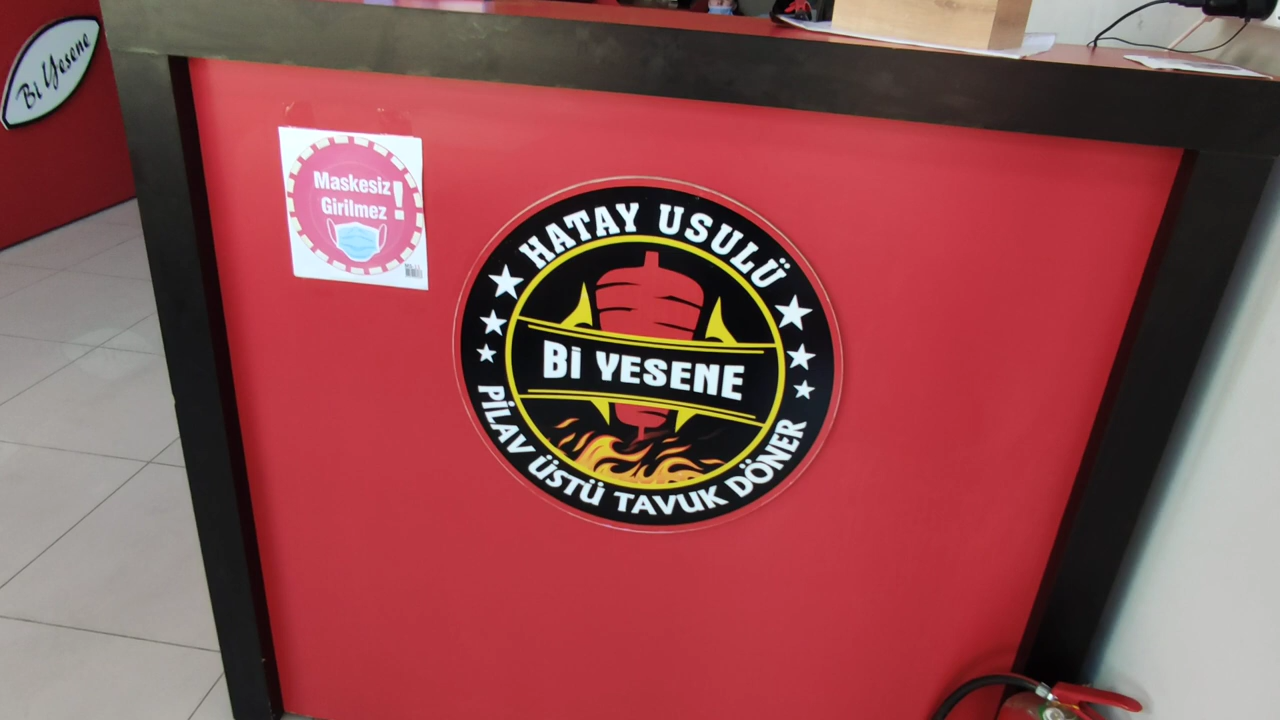 Bi Yesene
Maskesiz
Girilmez !
HATAY USULÜ
Bİ YESENE
PİLAV ÜSTÜ TAVUK DÖNER